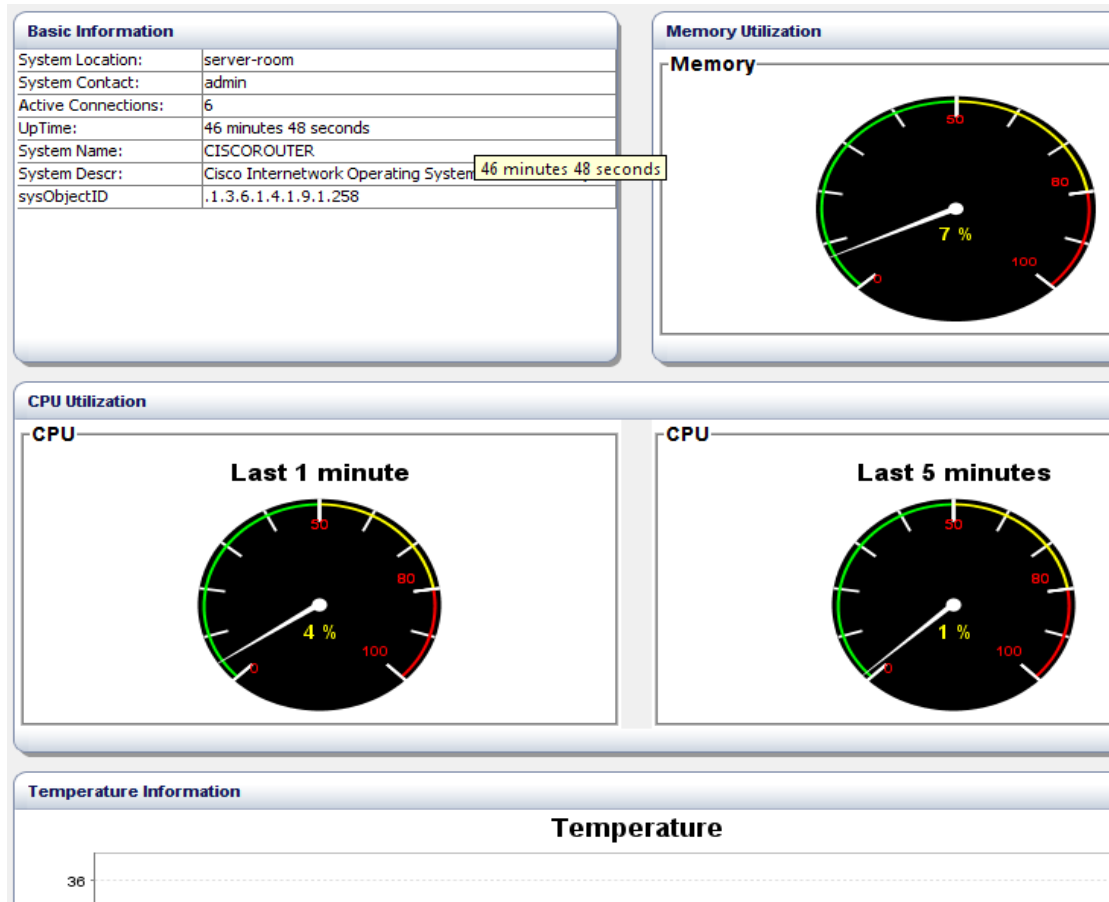 Basic Information
System Location: server-room
System Contact: admin
Active Connections: 6
UpTime: 46 minutes 48 seconds
System Name: CISCOROUTER
System Descr: Cisco Internetwork Operating System
46 minutes 48 seconds
sysObjectID .1.3.6.1.4.1.9.1.258
Memory Utilization
Memory
50
80
7 %
100
0
CPU Utilization
CPU
Last 1 minute
50
80
4 %
100
0
CPU
Last 5 minutes
50
80
1 %
100
0
Temperature Information
Temperature
36